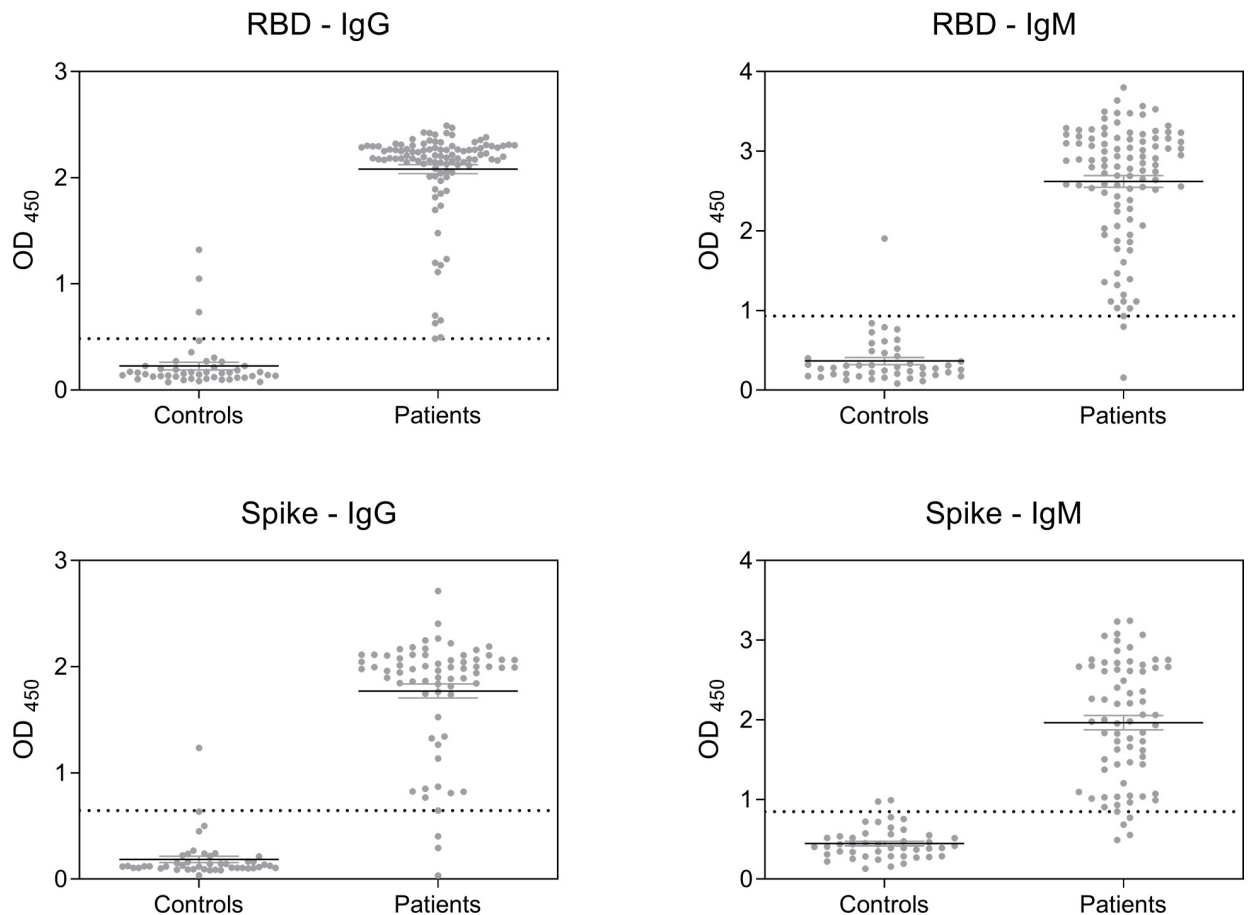 RBD - IgG
3
2
1
0
OD 450
Controls Patients
RBD - IgM
4
3
2
1
0
OD 450
Controls Patients
Spike - IgG
3
2
1
0
OD 450
Controls Patients
Spike - IgM
4
3
2
1
0
OD 450
Controls Patients